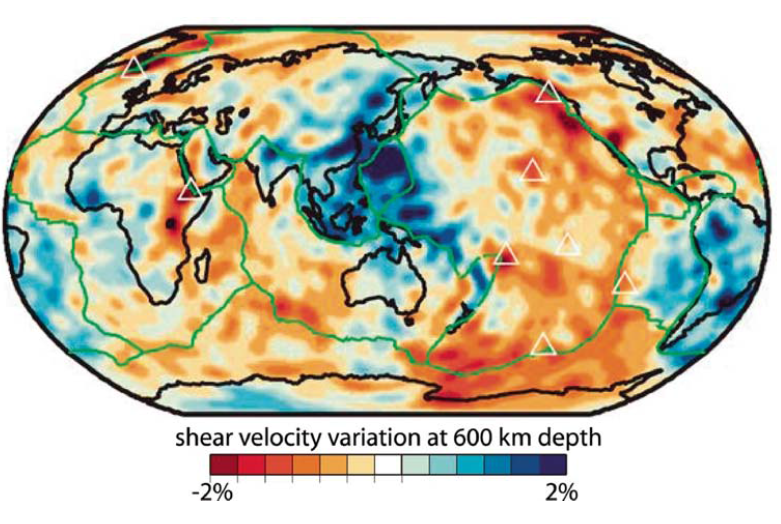 shear velocity variation at 600 km depth
-2% 2%